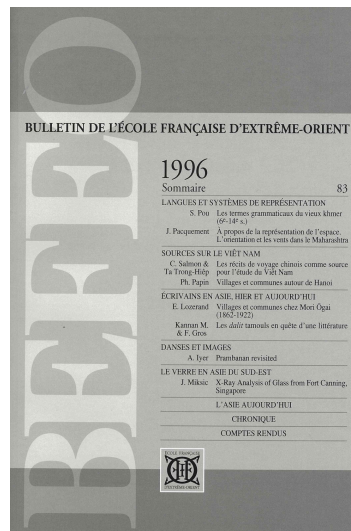 BEFEO
BULLETIN DE L'ÉCOLE FRANÇAISE D'EXTRÊME-ORIENT
1996
Sommaire 83
LANGUES ET SYSTÈMES DE REPRÉSENTATION
S. Pou Les termes grammaticaux du vieux khmer
(6e-14e s.)
J. Pacquement À propos de la représentation de l'espace.
L'orientation et les vents dans le Maharashtra
SOURCES SUR LE VIÊT NAM
C. Salmon & Les récits de voyage chinois comme source
Ta Trong-Hiêp pour l'étude du Viêt Nam
Ph. Papin Villages et communes autour de Hanoi
ÉCRIVAINS EN ASIE, HIER ET AUJOURD'HUI
E. Lozerand Villages et communes chez Mori Ōgai
(1862-1922)
Kannan M. Les dalit tamouls en quête d'une littérature
& F. Gros
DANSES ET IMAGES
A. Iyer Prambanan revisited
LE VERRE EN ASIE DU SUD-EST
J. Miksic X-Ray Analysis of Glass from Fort Canning,
Singapore
L'ASIE AUJOURD'HUI
CHRONIQUE
COMPTES RENDUS
ÉCOLE FRANÇAISE
D'EXTRÊME-ORIENT